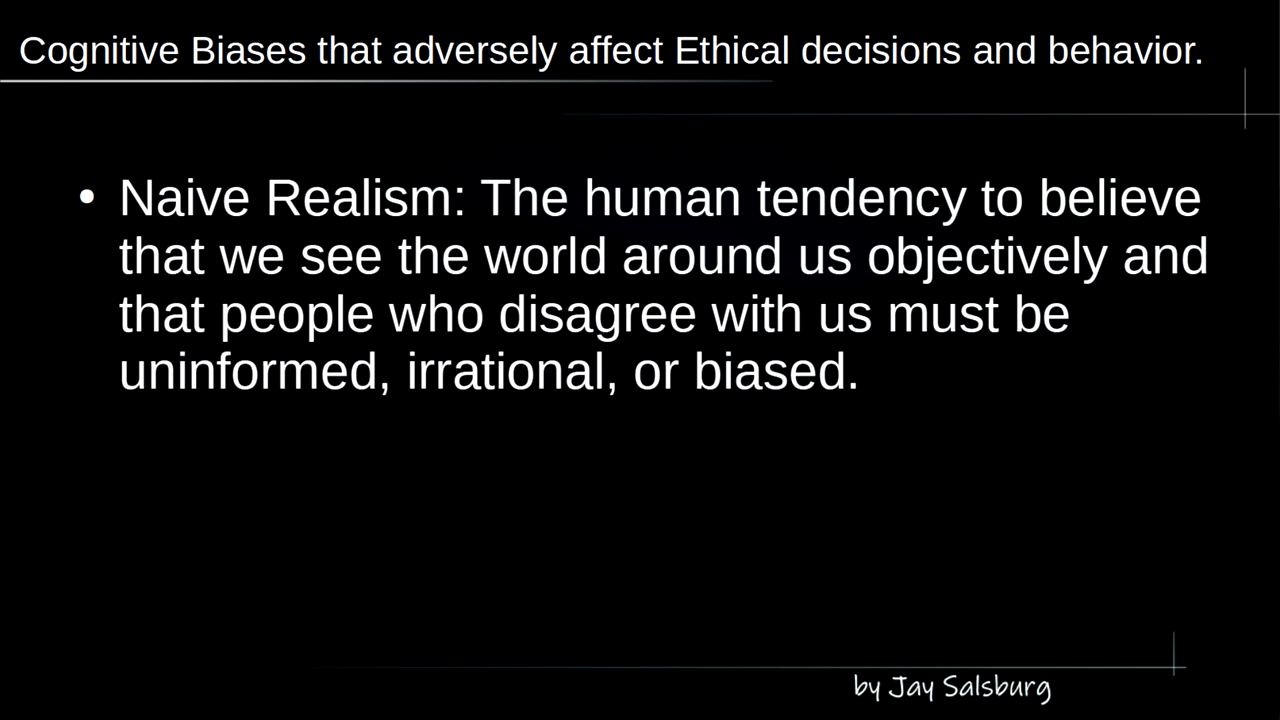 Cognitive Biases that adversely affect Ethical decisions and behavior.
• Naive Realism: The human tendency to believe
that we see the world around us objectively and
that people who disagree with us must be
uninformed, irrational, or biased.
by Jay Salsburg